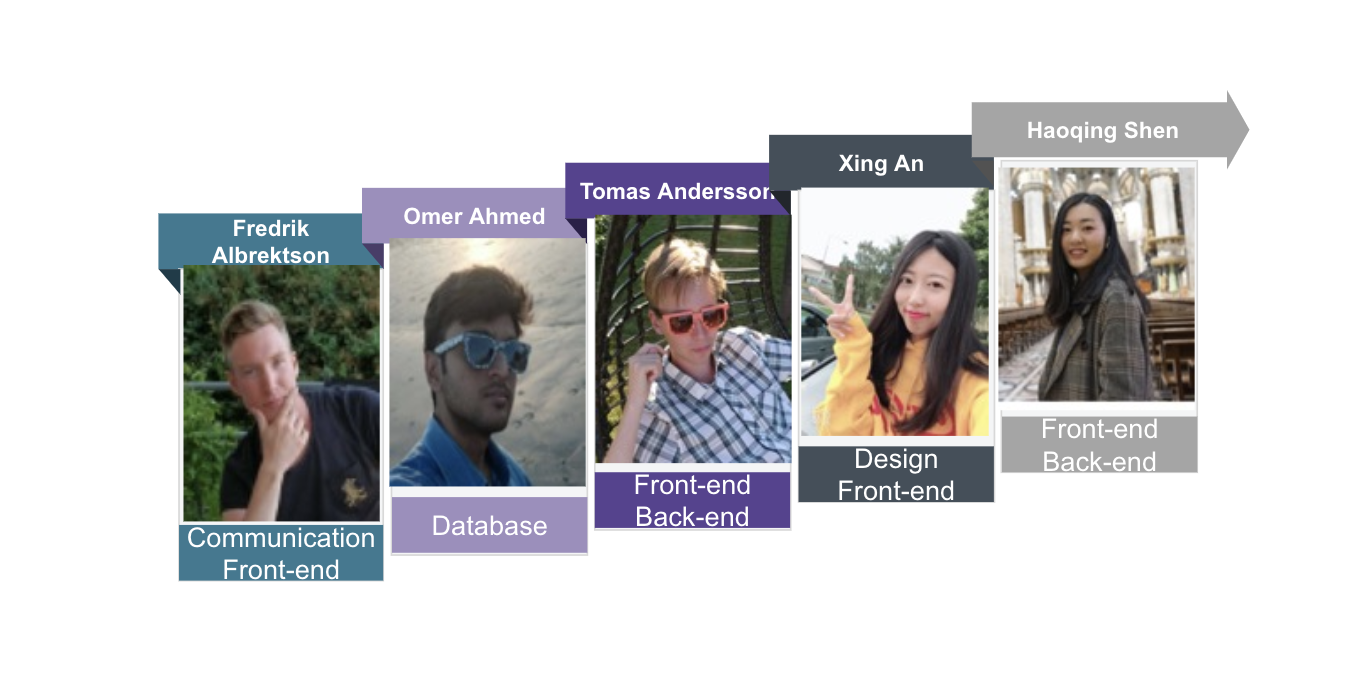 Fredrik
Albrektson
Communication
Front-end
Omer Ahmed
Database
Tomas Andersson
Front-end
Back-end
Xing An
Design
Front-end
Haoqing Shen
Front-end
Back-end